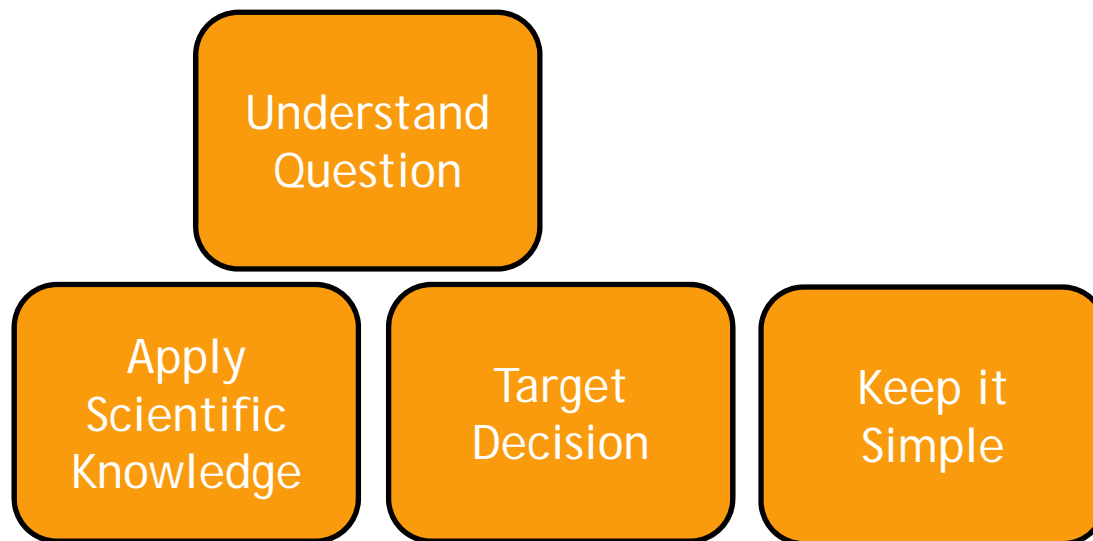 Understand
Question
Apply
Scientific
Knowledge
Target
Decision
Keep it
Simple